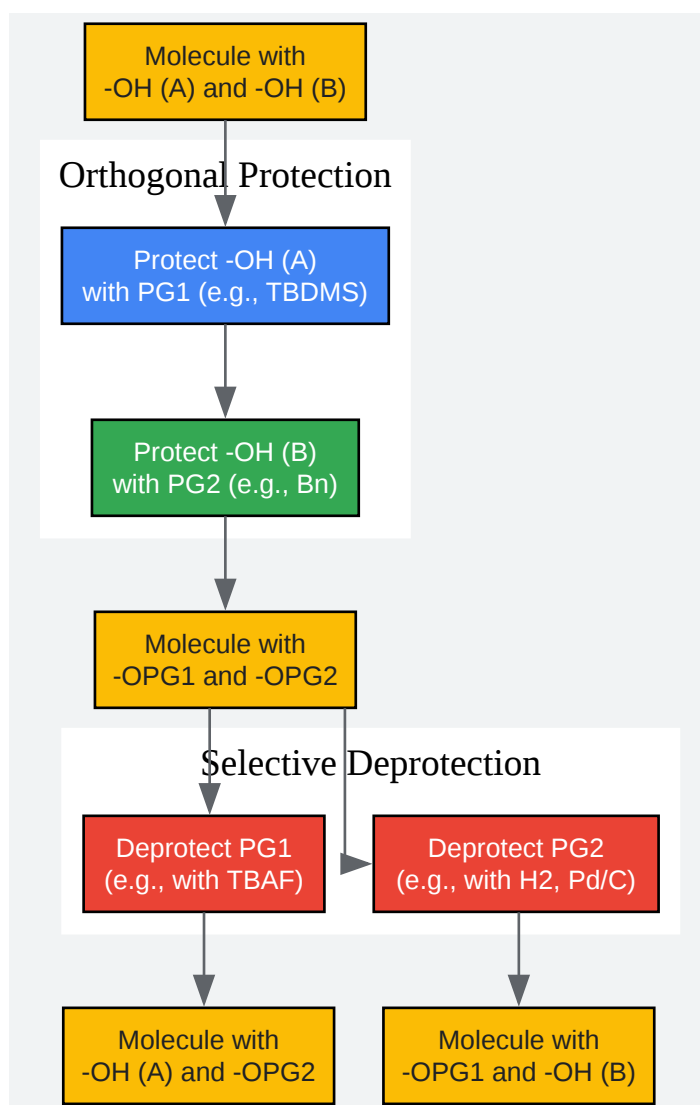 Molecule with
-OH (A) and -OH (B)
Orthogonal Protection
Protect -OH (A)
with PG1 (e.g., TBDMS)
Protect -OH (B)
with PG2 (e.g., Bn)
Molecule with
-OPG1 and -OPG2
Selective Deprotection
Deprotect PG1
(e.g., with TBAF)
Deprotect PG2
(e.g., with H2, Pd/C)
Molecule with
-OH (A) and -OPG2
Molecule with
-OPG1 and -OH (B)